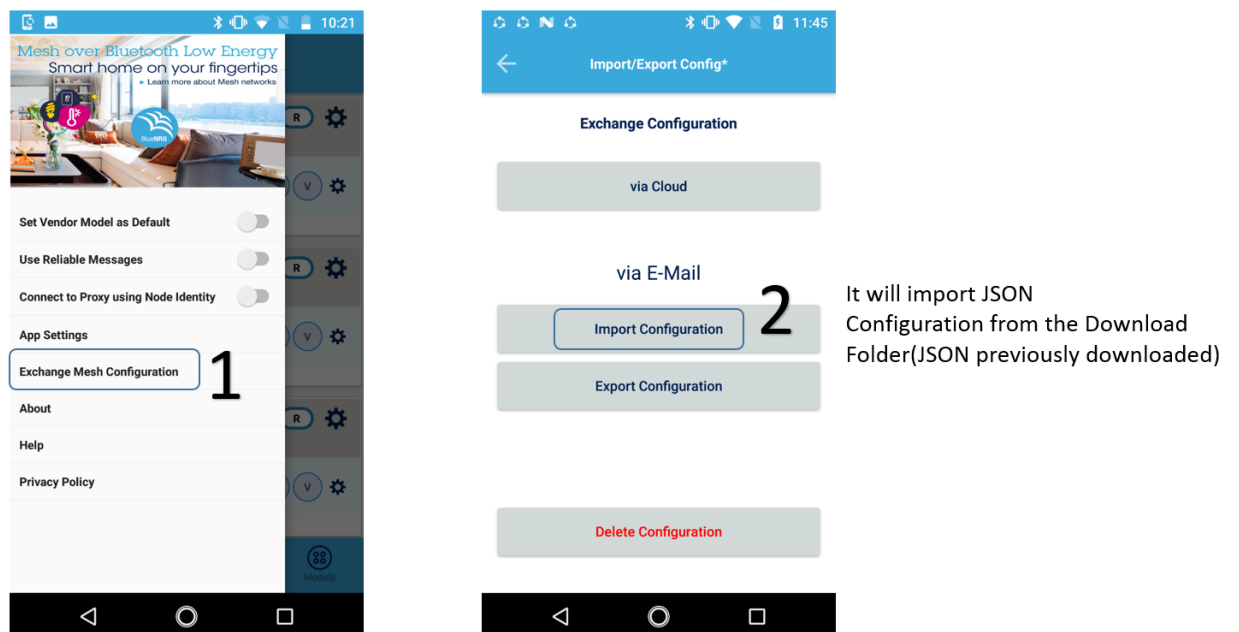 10:21
Mesh over Bluetooth Low Energy
Smart home on your fingertips
▸ Learn more about Mesh networks
BlueNRG
Set Vendor Model as Default
Use Reliable Messages
Connect to Proxy using Node Identity
App Settings
Exchange Mesh Configuration
1
About
Help
Privacy Policy
R
V
R
V
R
V
Models
11:45
Import/Export Config*
Exchange Configuration
via Cloud
via E-Mail
Import Configuration
2
Export Configuration
Delete Configuration
It will import JSON
Configuration from the Download
Folder(JSON previously downloaded)